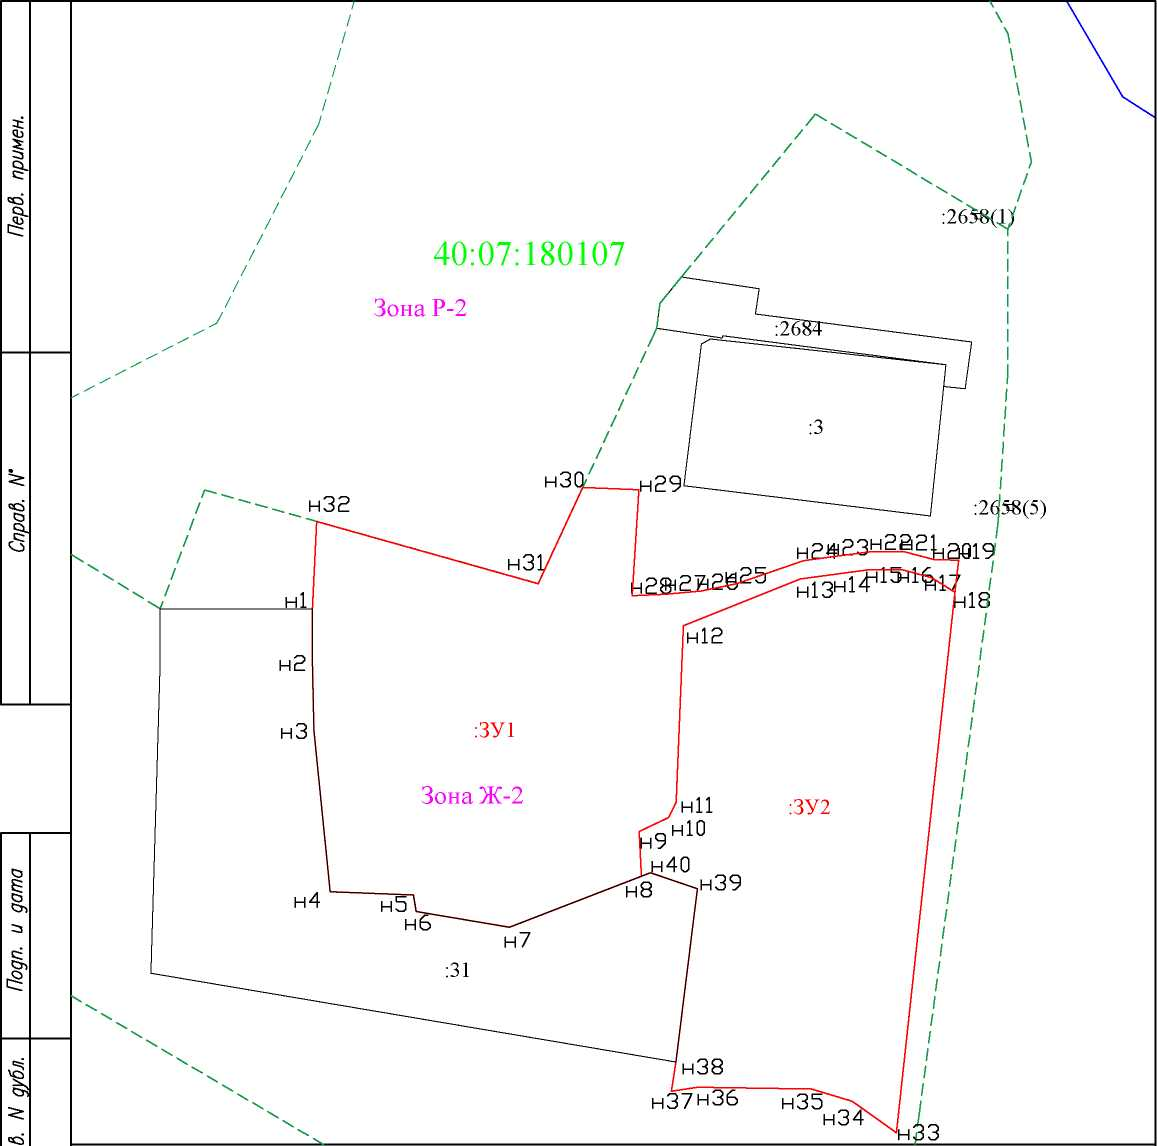 Перв. примен.
Справ. N°
Подп. и дата
в. N дубл.
:2658(1)
40:07:180107
Зона Р-2
:2684
:3
н30
н29
н32
:2658(5)
н31
н24
н23
н22
н21
н20
н19
н28
н27
н26
н25
н13
н14
н15
н16
н17
н18
н1
н12
н2
н3
:ЗУ1
Зона Ж-2
:ЗУ2
н11
н10
н9
н40
н39
н8
н4
н5
н6
н7
:31
н38
н37
н36
н35
н34
н33